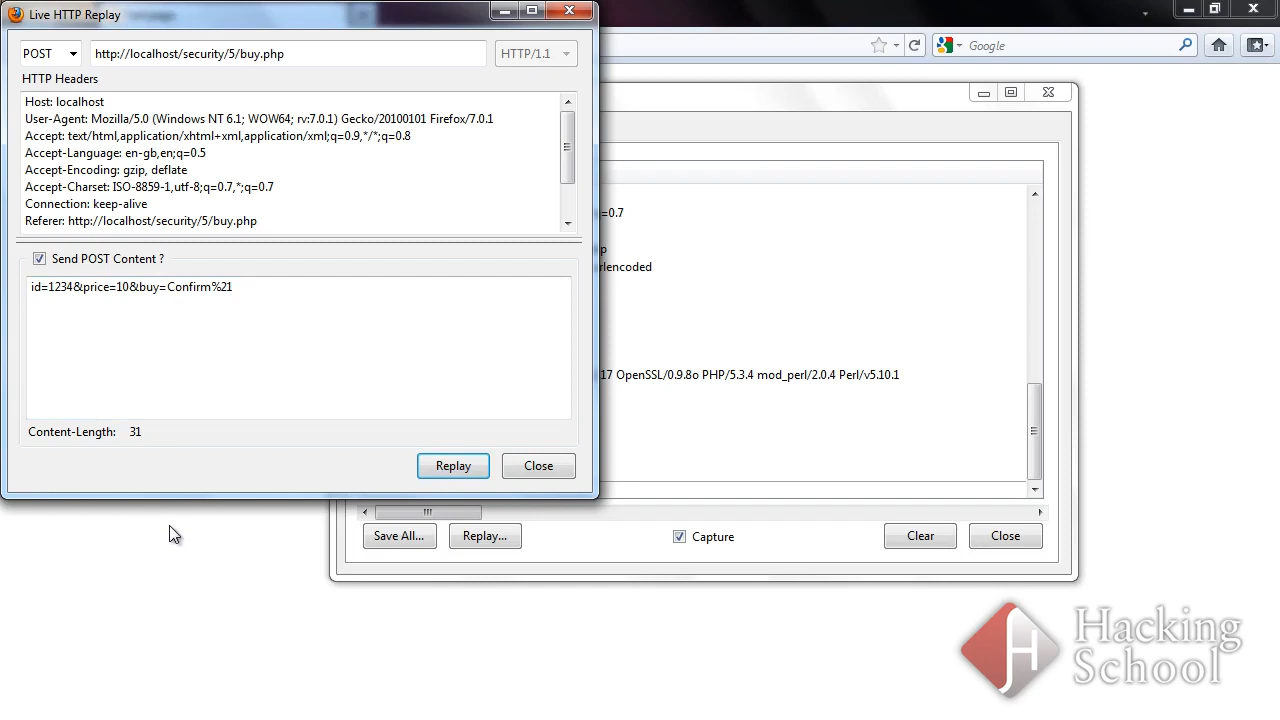 Live HTTP Replay
POST
http://localhost/security/5/buy.php
HTTP/1.1
Google
HTTP Headers
Host: localhost
User-Agent: Mozilla/5.0 (Windows NT 6.1; WOW64; rv:7.0.1) Gecko/20100101 Firefox/7.0.1
Accept: text/html,application/xhtml+xml,application/xml;q=0.9,*/*;q=0.8
Accept-Language: en-gb,en;q=0.5
Accept-Encoding: gzip, deflate
Accept-Charset: ISO-8859-1,utf-8;q=0.7,*;q=0.7
Connection: keep-alive
Referer: http://localhost/security/5/buy.php
=0.7
p
rlencoded
Send POST Content ?
id=1234&price=10&buy=Confirm%21
17 OpenSSL/0.9.8o PHP/5.3.4 mod_perl/2.0.4 Perl/v5.10.1
Content-Length: 31
Replay
Close
Save All...
Replay...
Capture
Clear
Close
Hacking
School